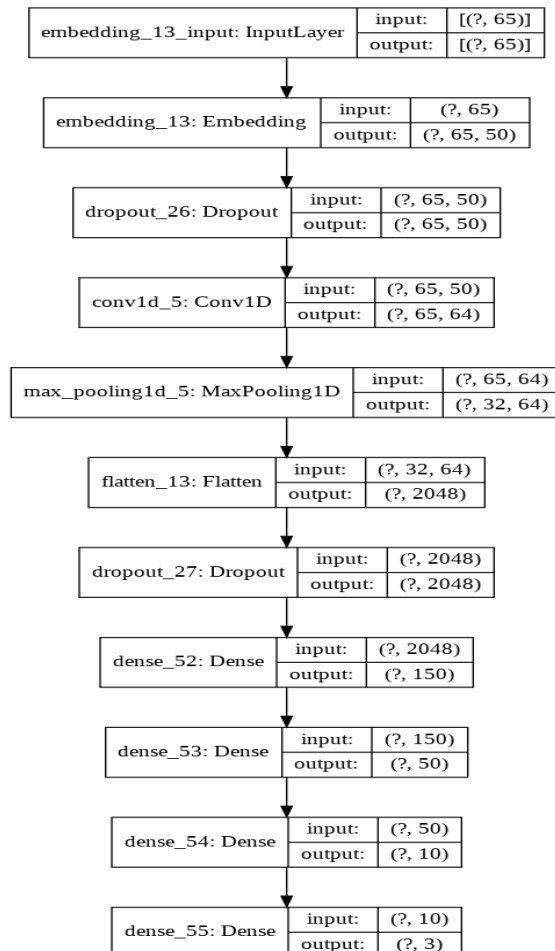 embedding_13_input: InputLayer input: [(?, 65)]
output: [(?, 65)]
embedding_13: Embedding input: (?, 65)
output: (?, 65, 50)
dropout_26: Dropout input: (?, 65, 50)
output: (?, 65, 50)
conv1d_5: Conv1D input: (?, 65, 50)
output: (?, 65, 64)
max_pooling1d_5: MaxPooling1D input: (?, 65, 64)
output: (?, 32, 64)
flatten_13: Flatten input: (?, 32, 64)
output: (?, 2048)
dropout_27: Dropout input: (?, 2048)
output: (?, 2048)
dense_52: Dense input: (?, 2048)
output: (?, 150)
dense_53: Dense input: (?, 150)
output: (?, 50)
dense_54: Dense input: (?, 50)
output: (?, 10)
dense_55: Dense input: (?, 10)
output: (?, 3)